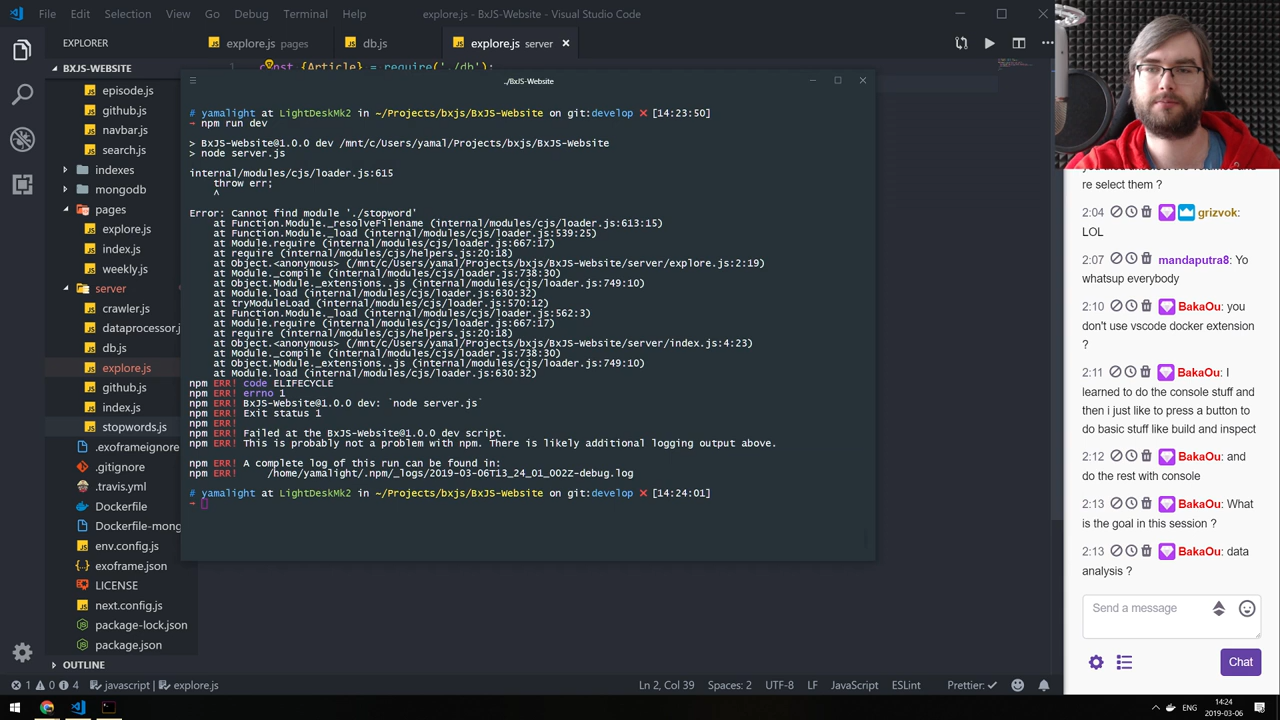 File Edit Selection View Go Debug Terminal Help
explore.js - BxJS-Website - Visual Studio Code
EXPLORER
explore.js pages
db.js
explore.js server
BXJS-WEBSITE
episode.js
github.js
navbar.js
search.js
indexes
mongodb
pages
explore.js
index.js
weekly.js
server
crawler.js
dataprocessor.j
db.js
explore.js
github.js
index.js
stopwords.js
.exoframeignore
.gitignore
.travis.yml
Dockerfile
Dockerfile-mong
env.config.js
exoframe.json
LICENSE
next.config.js
package-lock.json
package.json
OUTLINE
1 const {Article} = require('./db');
./BxJS-Website
# yamalight at LightDeskMk2 in ~/Projects/bxjs/BxJS-Website on git:develop ✘ [14:23:50]
→ npm run dev
> BxJS-Website@1.0.0 dev /mnt/c/Users/yamal/Projects/bxjs/BxJS-Website
> node server.js
internal/modules/cjs/loader.js:615
throw err;
^
Error: Cannot find module './stopword'
at Function.Module._resolveFilename (internal/modules/cjs/loader.js:613:15)
at Function.Module._load (internal/modules/cjs/loader.js:539:25)
at Module.require (internal/modules/cjs/loader.js:667:17)
at require (internal/modules/cjs/helpers.js:20:18)
at Object.<anonymous> (/mnt/c/Users/yamal/Projects/bxjs/BxJS-Website/server/explore.js:2:19)
at Module._compile (internal/modules/cjs/loader.js:738:30)
at Object.Module._extensions..js (internal/modules/cjs/loader.js:749:10)
at Module.load (internal/modules/cjs/loader.js:630:32)
at tryModuleLoad (internal/modules/cjs/loader.js:570:12)
at Function.Module._load (internal/modules/cjs/loader.js:562:3)
at Module.require (internal/modules/cjs/loader.js:667:17)
at require (internal/modules/cjs/helpers.js:20:18)
at Object.<anonymous> (/mnt/c/Users/yamal/Projects/bxjs/BxJS-Website/server/index.js:4:23)
at Module._compile (internal/modules/cjs/loader.js:738:30)
at Object.Module._extensions..js (internal/modules/cjs/loader.js:749:10)
at Module.load (internal/modules/cjs/loader.js:630:32)
npm ERR! code ELIFECYCLE
npm ERR! errno 1
npm ERR! BxJS-Website@1.0.0 dev: `node server.js`
npm ERR! Exit status 1
npm ERR!
npm ERR! Failed at the BxJS-Website@1.0.0 dev script.
npm ERR! This is probably not a problem with npm. There is likely additional logging output above.
npm ERR! A complete log of this run can be found in:
npm ERR! /home/yamalight/.npm/_logs/2019-03-06T13_24_01_002Z-debug.log
# yamalight at LightDeskMk2 in ~/Projects/bxjs/BxJS-Website on git:develop ✘ [14:24:01]
→
re select them ?
2:04 grizvok:
LOL
2:07 mandaputra8: Yo
whatsup everybody
2:10 BakaOu: you
don't use vscode docker extension
?
2:11 BakaOu: I
learned to do the console stuff and
then i just like to press a button to
do basic stuff like build and inspect
2:12 BakaOu: and
do the rest with console
2:13 BakaOu: What
is the goal in this session ?
2:13 BakaOu: data
analysis ?
Send a message
Chat
1 0 4 javascript | explore.js
Ln 2, Col 39 Spaces: 2 UTF-8 LF JavaScript ESLint Prettier: ✓
ENG
14:24
2019-03-06